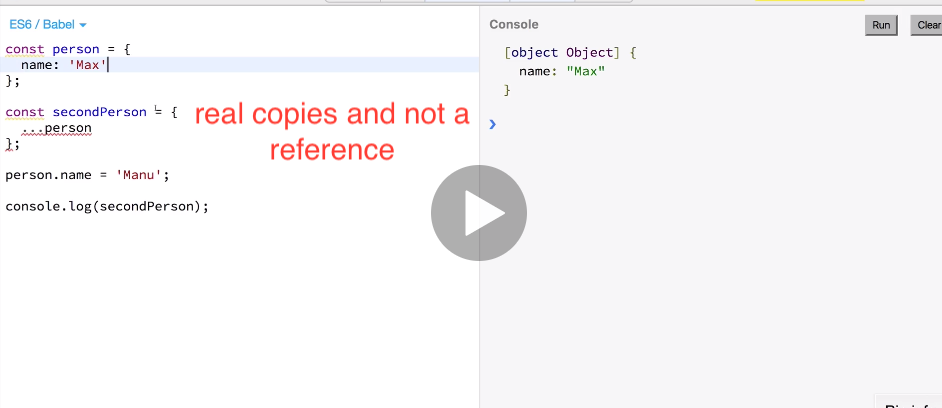 ES6 / Babel
Console
Run
Clear
const person = {
name: 'Max'
};
const secondPerson = {
...person
};
person.name = 'Manu';
console.log(secondPerson);
real copies and not a
reference
[object Object] {
name: "Max"
}